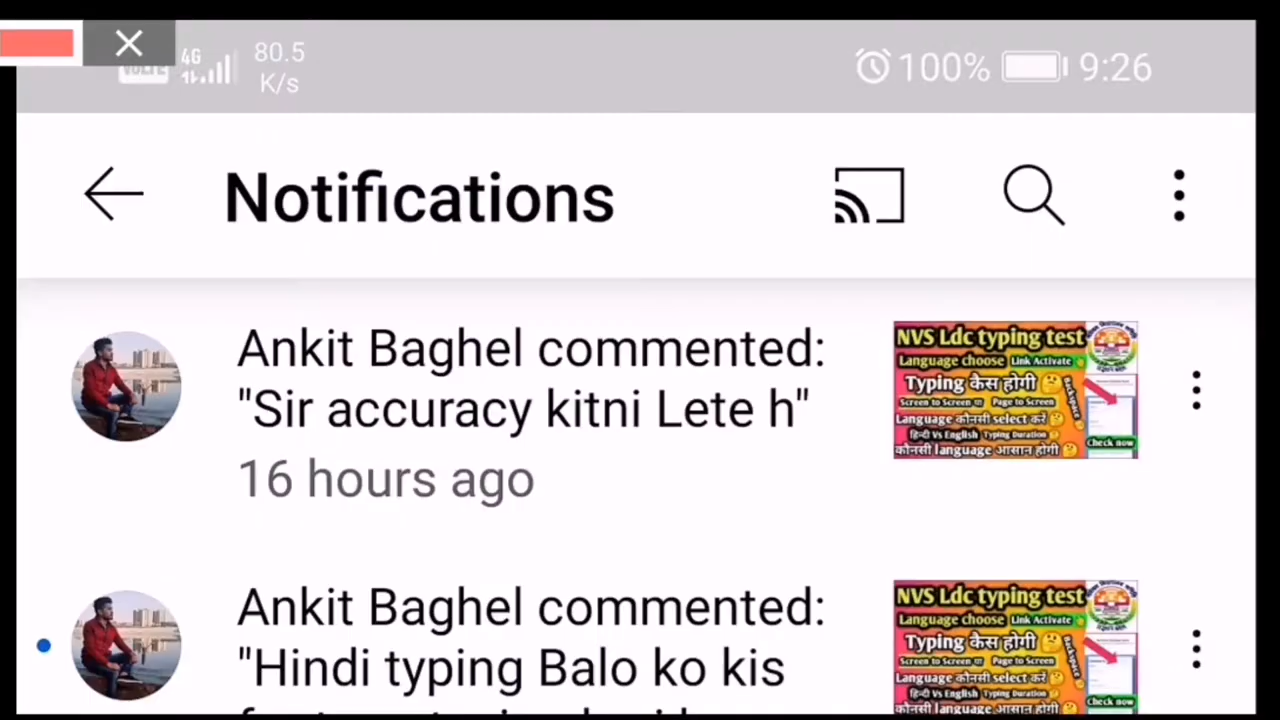 VoLTE 4G 80.5
K/s
100% 9:26
Notifications
Ankit Baghel commented:
"Sir accuracy kitni Lete h"
16 hours ago
NVS Ldc typing test
Language choose Link Activate
Typing कैस होगी
Screen to Screen या Page to Screen
Backspace
Language कौनसी select करें
हिन्दी Vs English Typing Duration
Check now
कौनसी language आसान होगी
Ankit Baghel commented:
"Hindi typing Balo ko kis
NVS Ldc typing test
Language choose Link Activate
Typing कैस होगी
Screen to Screen या Page to Screen
Backspace
Language कौनसी select करें
हिन्दी Vs English Typing Duration
Check now